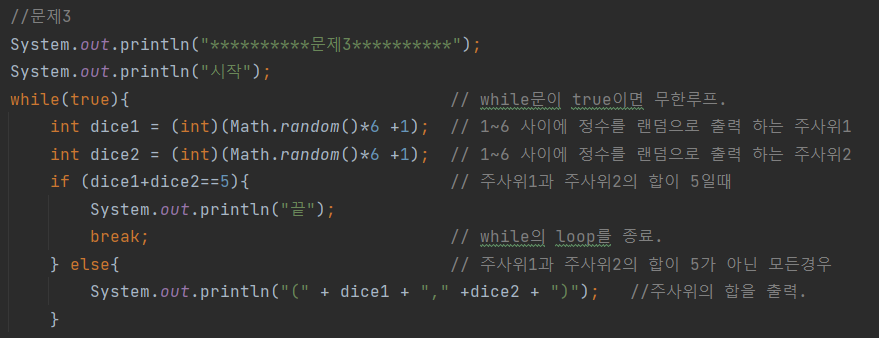 //문제3
System.out.println("**********문제3**********");
System.out.println("시작");
while(true){ // while문이 true이면 무한루프.
int dice1 = (int)(Math.random()*6 +1); // 1~6 사이에 정수를 랜덤으로 출력 하는 주사위1
int dice2 = (int)(Math.random()*6 +1); // 1~6 사이에 정수를 랜덤으로 출력 하는 주사위2
if (dice1+dice2==5){ // 주사위1과 주사위2의 합이 5일때
System.out.println("끝");
break; // while의 loop를 종료.
} else{ // 주사위1과 주사위2의 합이 5가 아닌 모든경우
System.out.println("(" + dice1 + "," +dice2 + ")"); //주사위의 합을 출력.
}